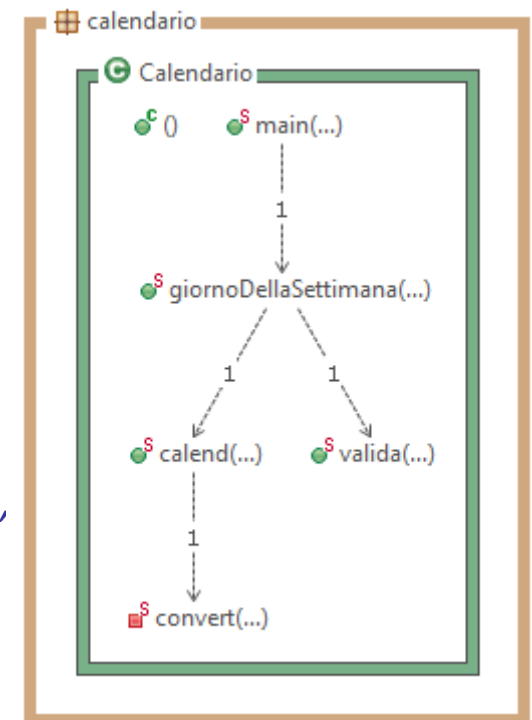 calendario
C Calendario
C () S main(...)
1
S giornoDellaSettimana(...)
1 1
S calend(...) S valida(...)
1
S convert(...)